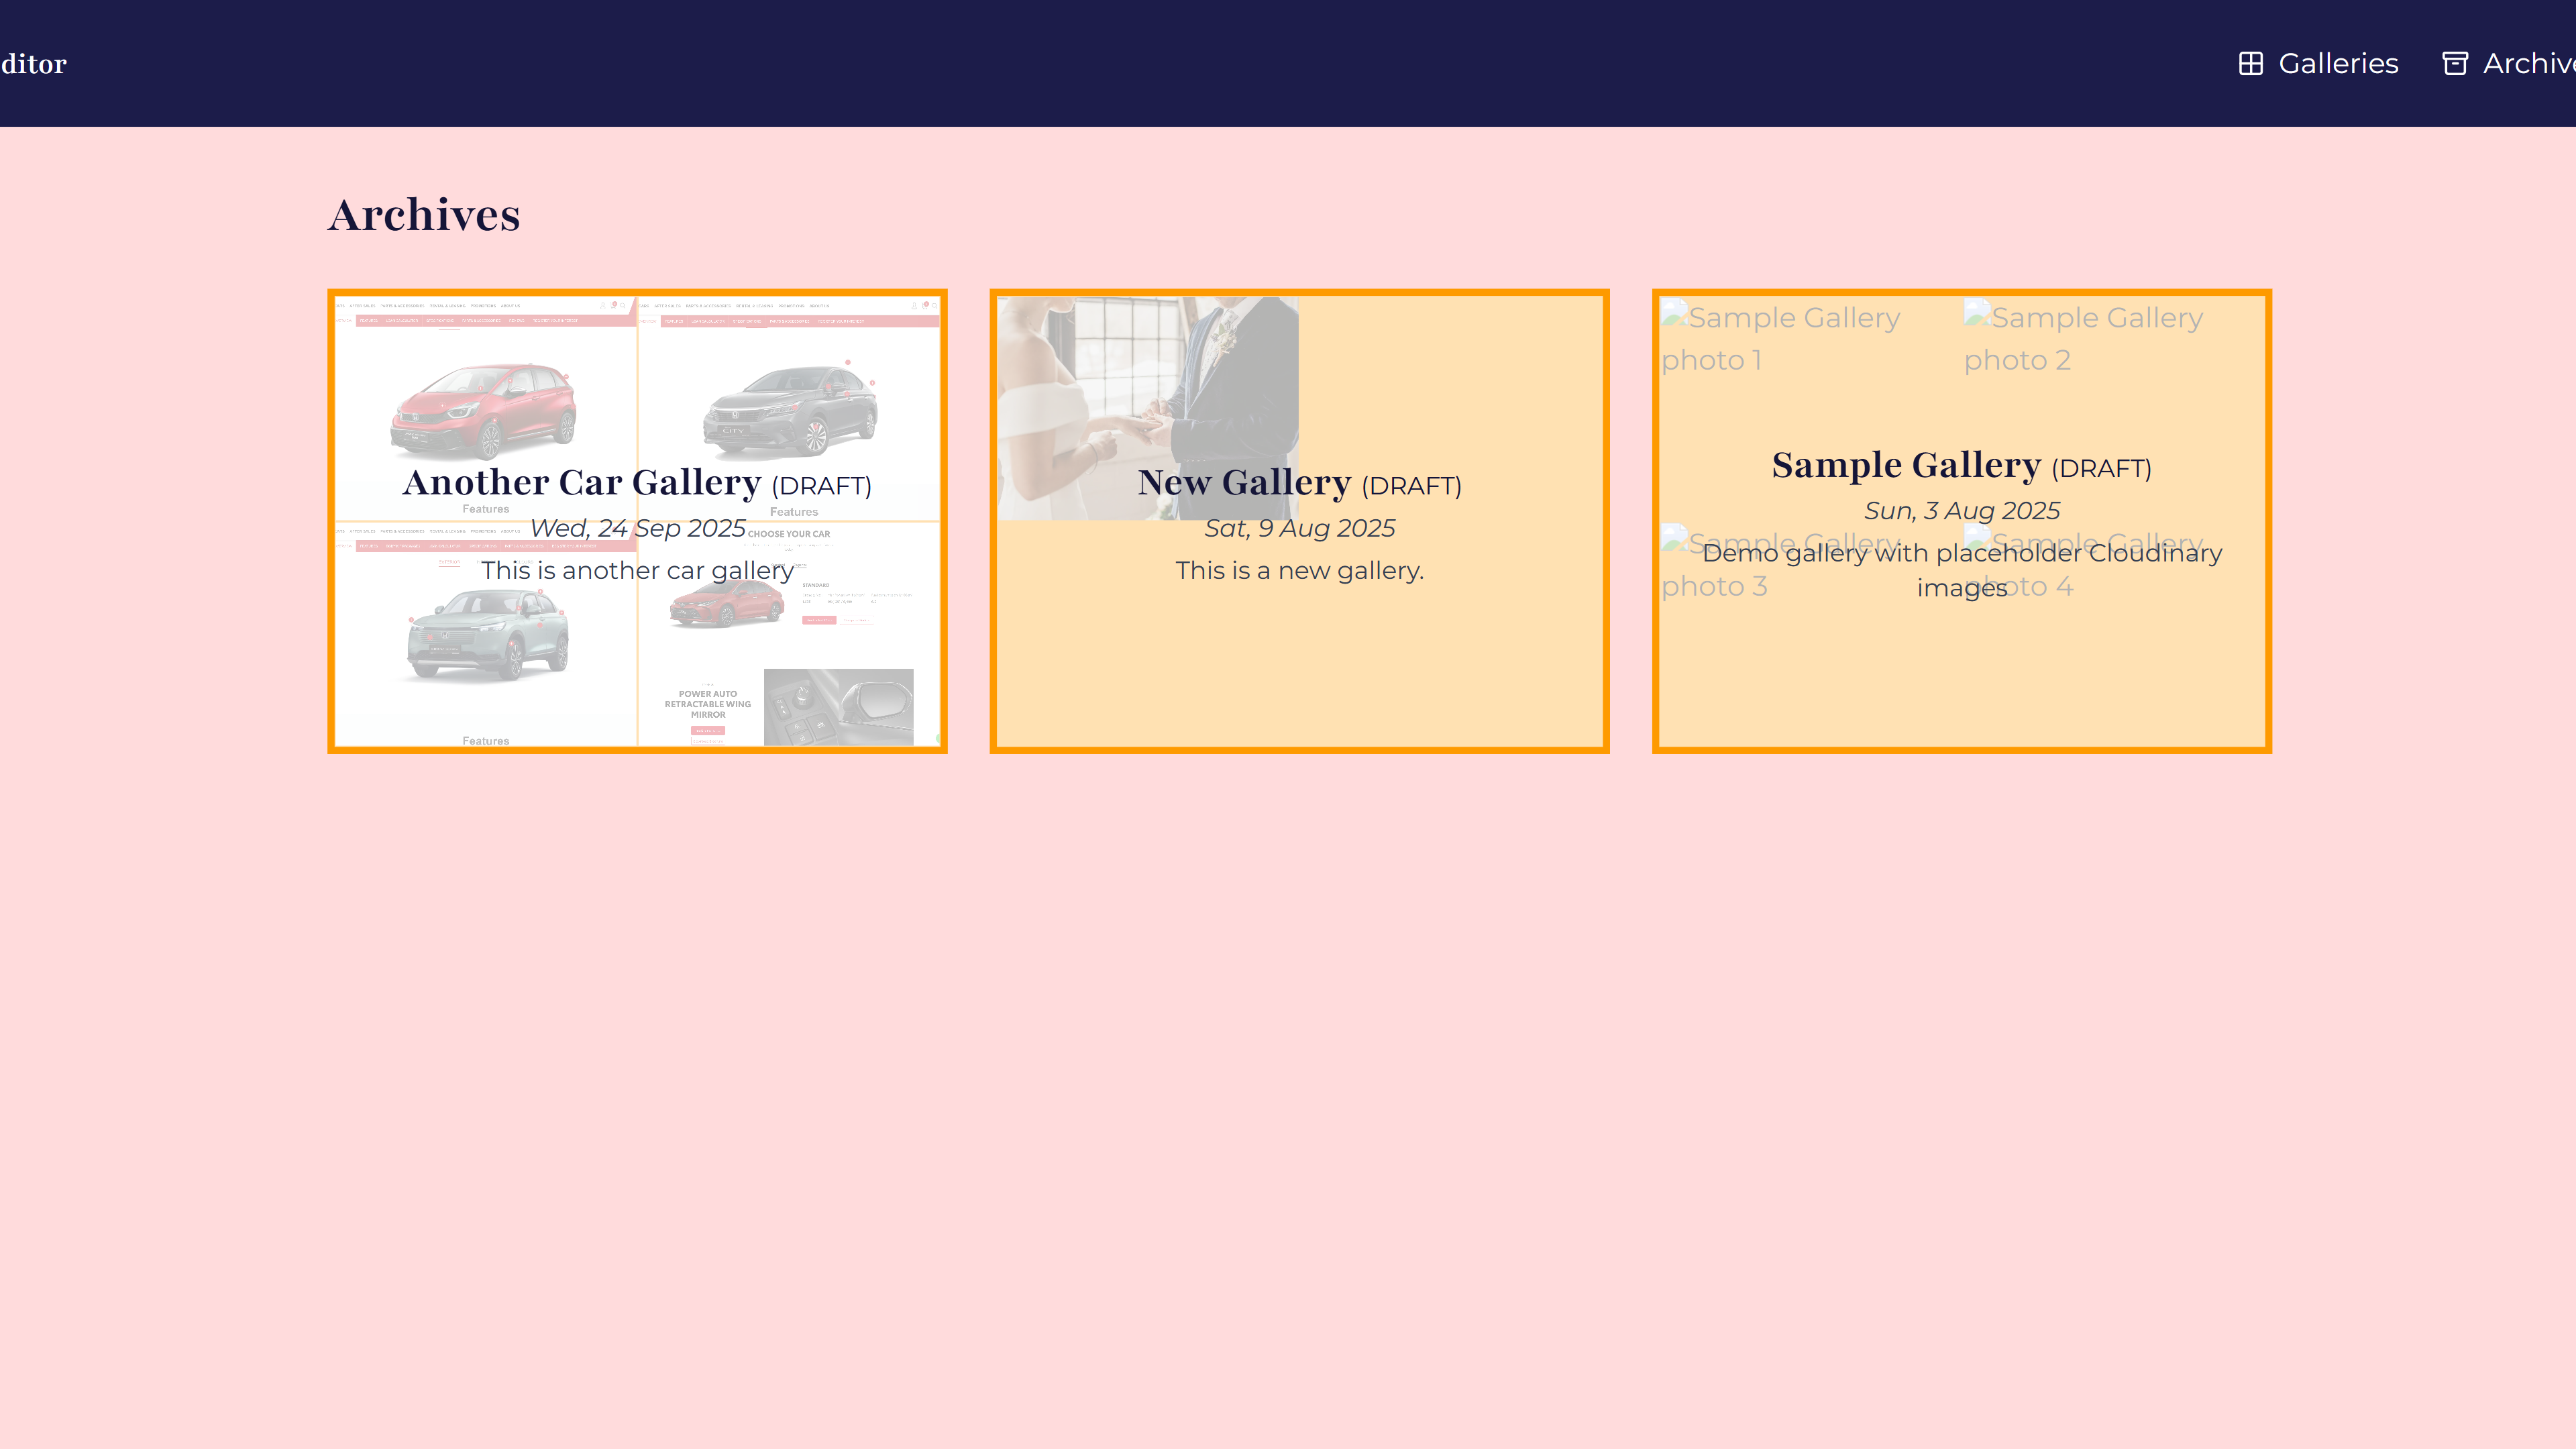 ditor
Galleries
Archive
Archives
Another Car Gallery (DRAFT)
Wed, 24 Sep 2025
This is another car gallery
Features
Features
CHOOSE YOUR CAR
STANDARD
POWER AUTO
RETRACTABLE WING
MIRROR
Features
New Gallery (DRAFT)
Sat, 9 Aug 2025
This is a new gallery.
Sample Gallery
photo 1
Sample Gallery
photo 2
Sample Gallery (DRAFT)
Sun, 3 Aug 2025
Demo gallery with placeholder Cloudinary
images
Sample Gallery
photo 3
Sample Gallery
photo 4